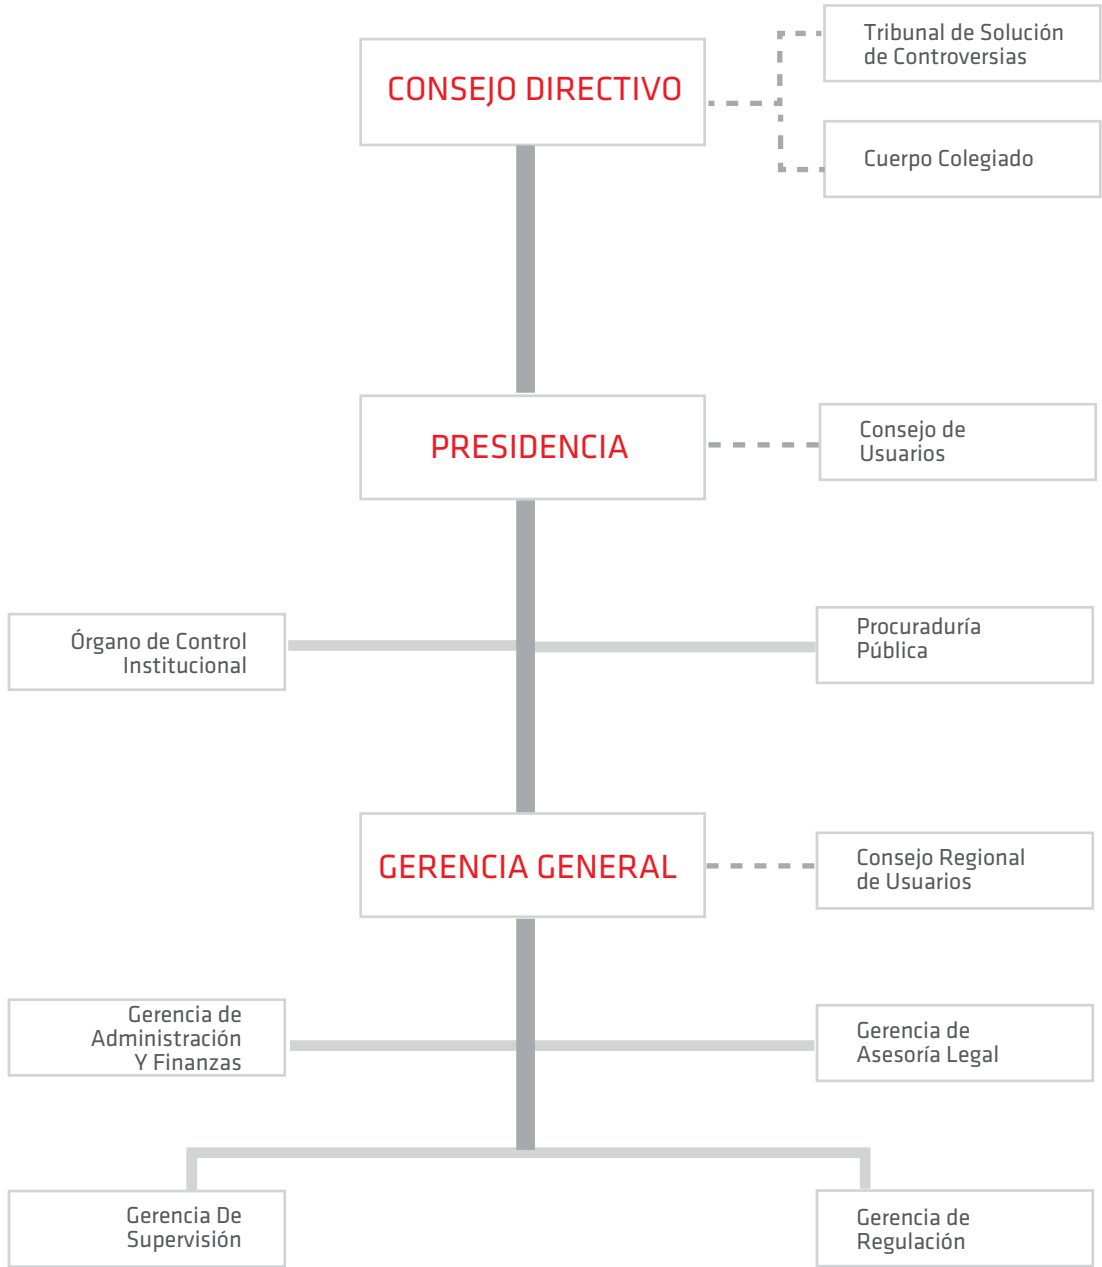 Tribunal de Solución
de Controversias
CONSEJO DIRECTIVO
Cuerpo Colegiado
PRESIDENCIA
Consejo de
Usuarios
Órgano de Control
Institucional
Procuraduría
Pública
GERENCIA GENERAL
Consejo Regional
de Usuarios
Gerencia de
Administración
Y Finanzas
Gerencia de
Asesoría Legal
Gerencia De
Supervisión
Gerencia de
Regulación